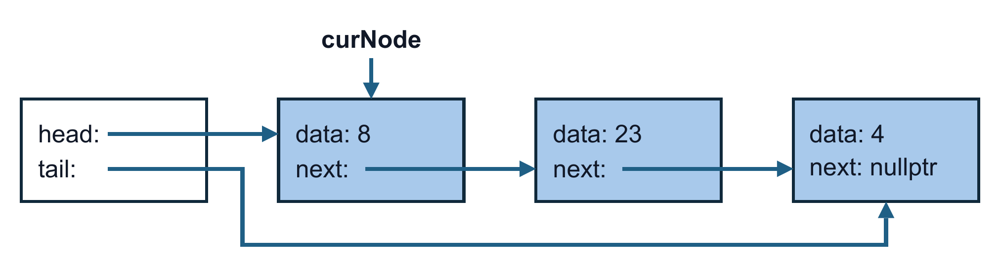 curNode
head:
tail:
data: 8
next:
data: 23
next:
data: 4
next: nullptr